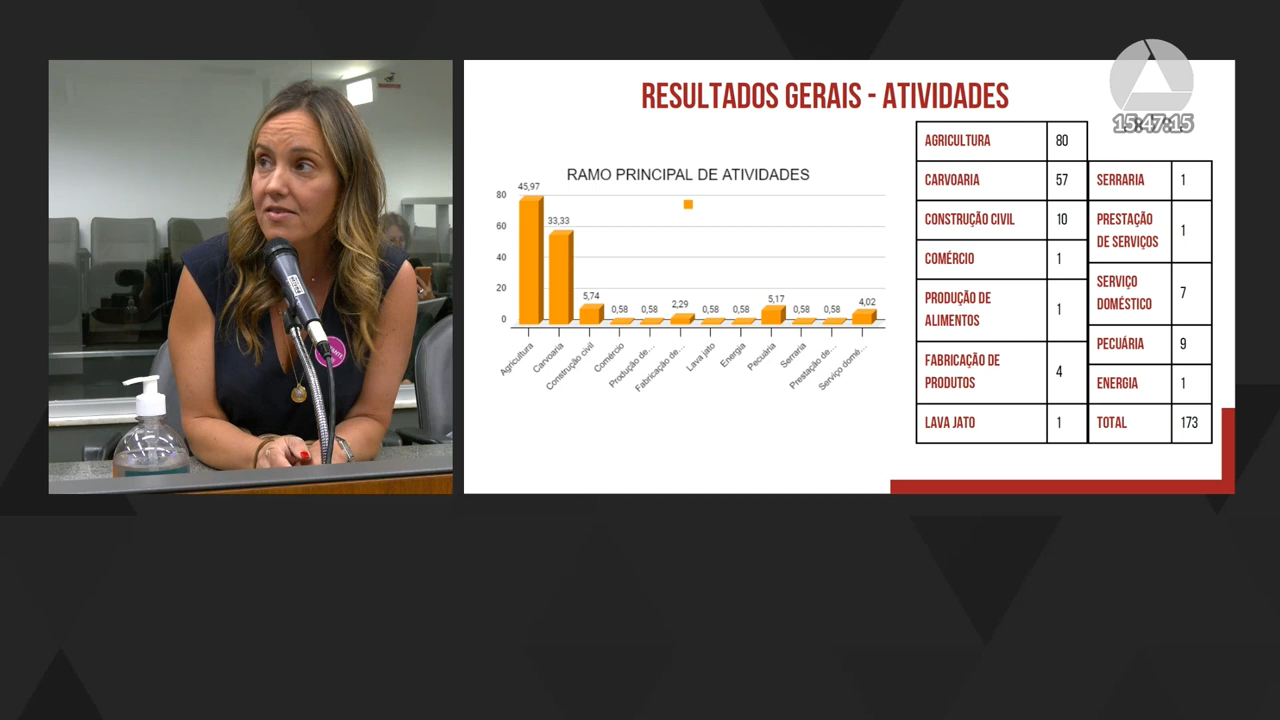 RESULTADOS GERAIS - ATIVIDADES
15:47:15
RAMO PRINCIPAL DE ATIVIDADES
80
60
40
20
0
45,97
33,33
5,74
0,58
0,58
2,29
0,58
0,58
5,17
0,58
0,58
4,02
Agricultura
Carvoaria
Construção civil
Comércio
Produção de...
Fabricação de...
Lava jato
Energia
Pecuária
Serraria
Prestação de...
Serviço domé...
AGRICULTURA 80
CARVOARIA 57
CONSTRUÇÃO CIVIL 10
COMÉRCIO 1
PRODUÇÃO DE
ALIMENTOS 1
FABRICAÇÃO DE
PRODUTOS 4
LAVA JATO 1
SERRARIA 1
PRESTAÇÃO
DE SERVIÇOS 1
SERVIÇO
DOMÉSTICO 7
PECUÁRIA 9
ENERGIA 1
TOTAL 173